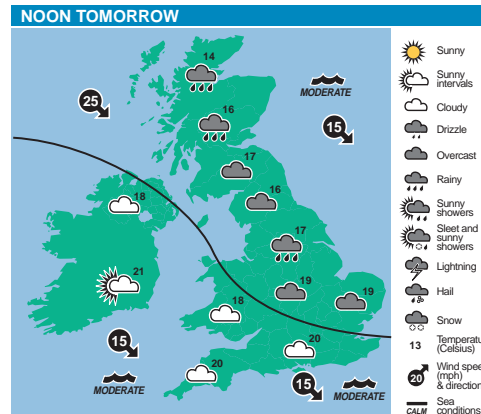 NOON TOMORROW
14
25
MODERATE
16
15
17
16
18
17
21
19
19
18
15
20
20
MODERATE
15
MODERATE
Sunny
Sunny
intervals
Cloudy
Drizzle
Overcast
Rainy
Sunny
showers
Sleet and
sunny
showers
Lightning
Hail
Snow
13 Temperatu
(Celsius)
20 Wind spee
(mph)
& direction
CALM Sea
conditions